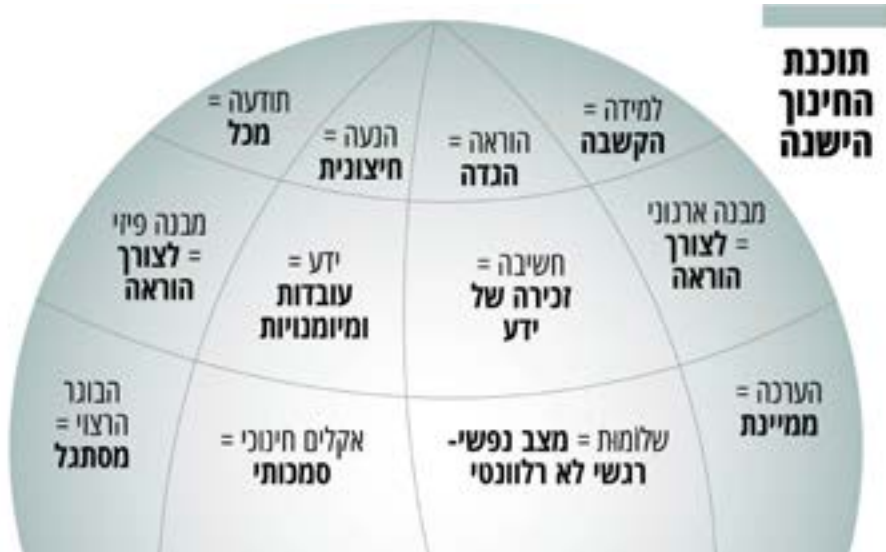 תוכנת
החינוך
הישנה
למידה =
הקשבה
הוראה =
הגדה
הנעה =
חיצונית
תודעה =
מכל
מבנה ארגוני
= לצורך
הוראה
חשיבה =
זכירה של
ידע
ידע =
עובדות
ומיומנויות
מבנה פיזי
= לצורך
הוראה
הערכה =
ממיינת
שלומות = מצב נפשי-
רגשי לא רלוונטי
אקלים חינוכי =
סמכותי
הבוגר
הרצוי =
מסתגל